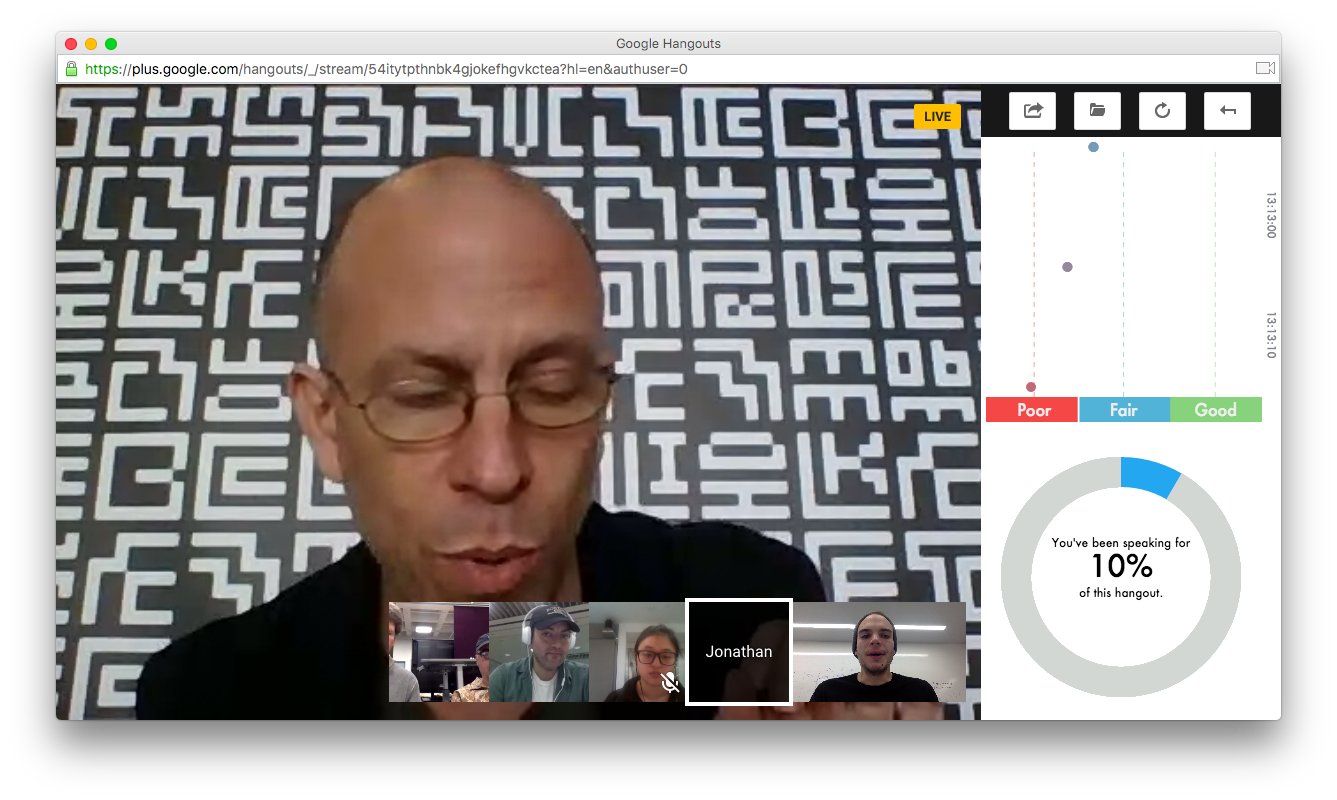 Google Hangouts
https://plus.google.com/hangouts/_/stream/54itytpthnbk4gjokefhgvkctea?hl=en&authuser=0
LIVE
13:13:00
13:13:10
Poor Fair Good
You've been speaking for
10%
of this hangout.
Jonathan